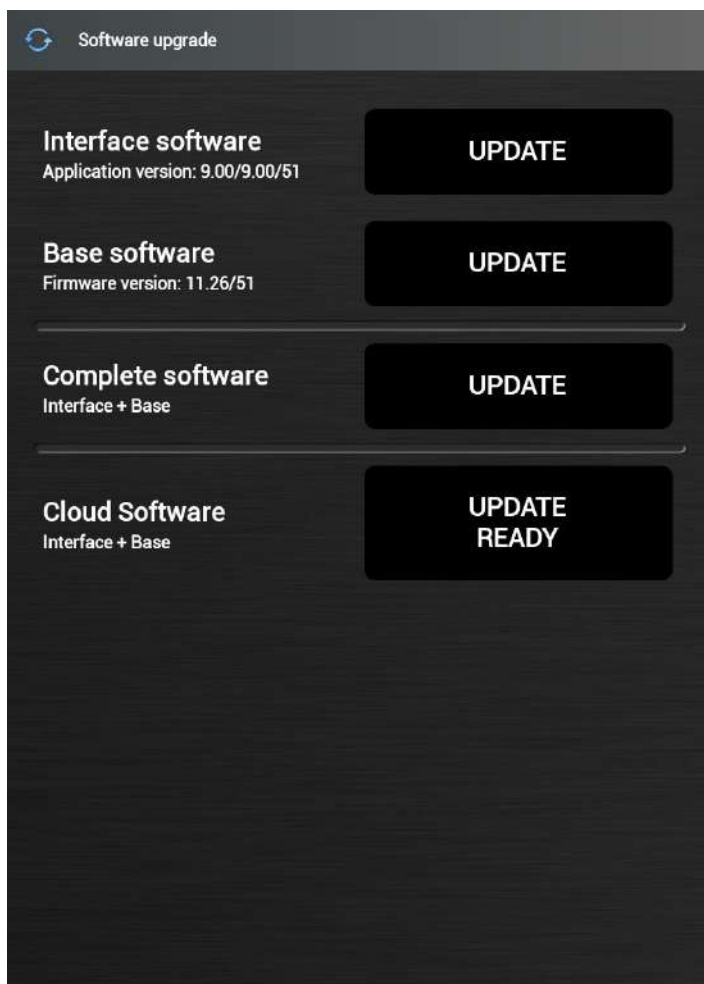 Software upgrade
Interface software
Application version: 9.00/9.00/51
UPDATE
Base software
Firmware version: 11.26/51
UPDATE
Complete software
Interface + Base
UPDATE
Cloud Software
Interface + Base
UPDATE
READY